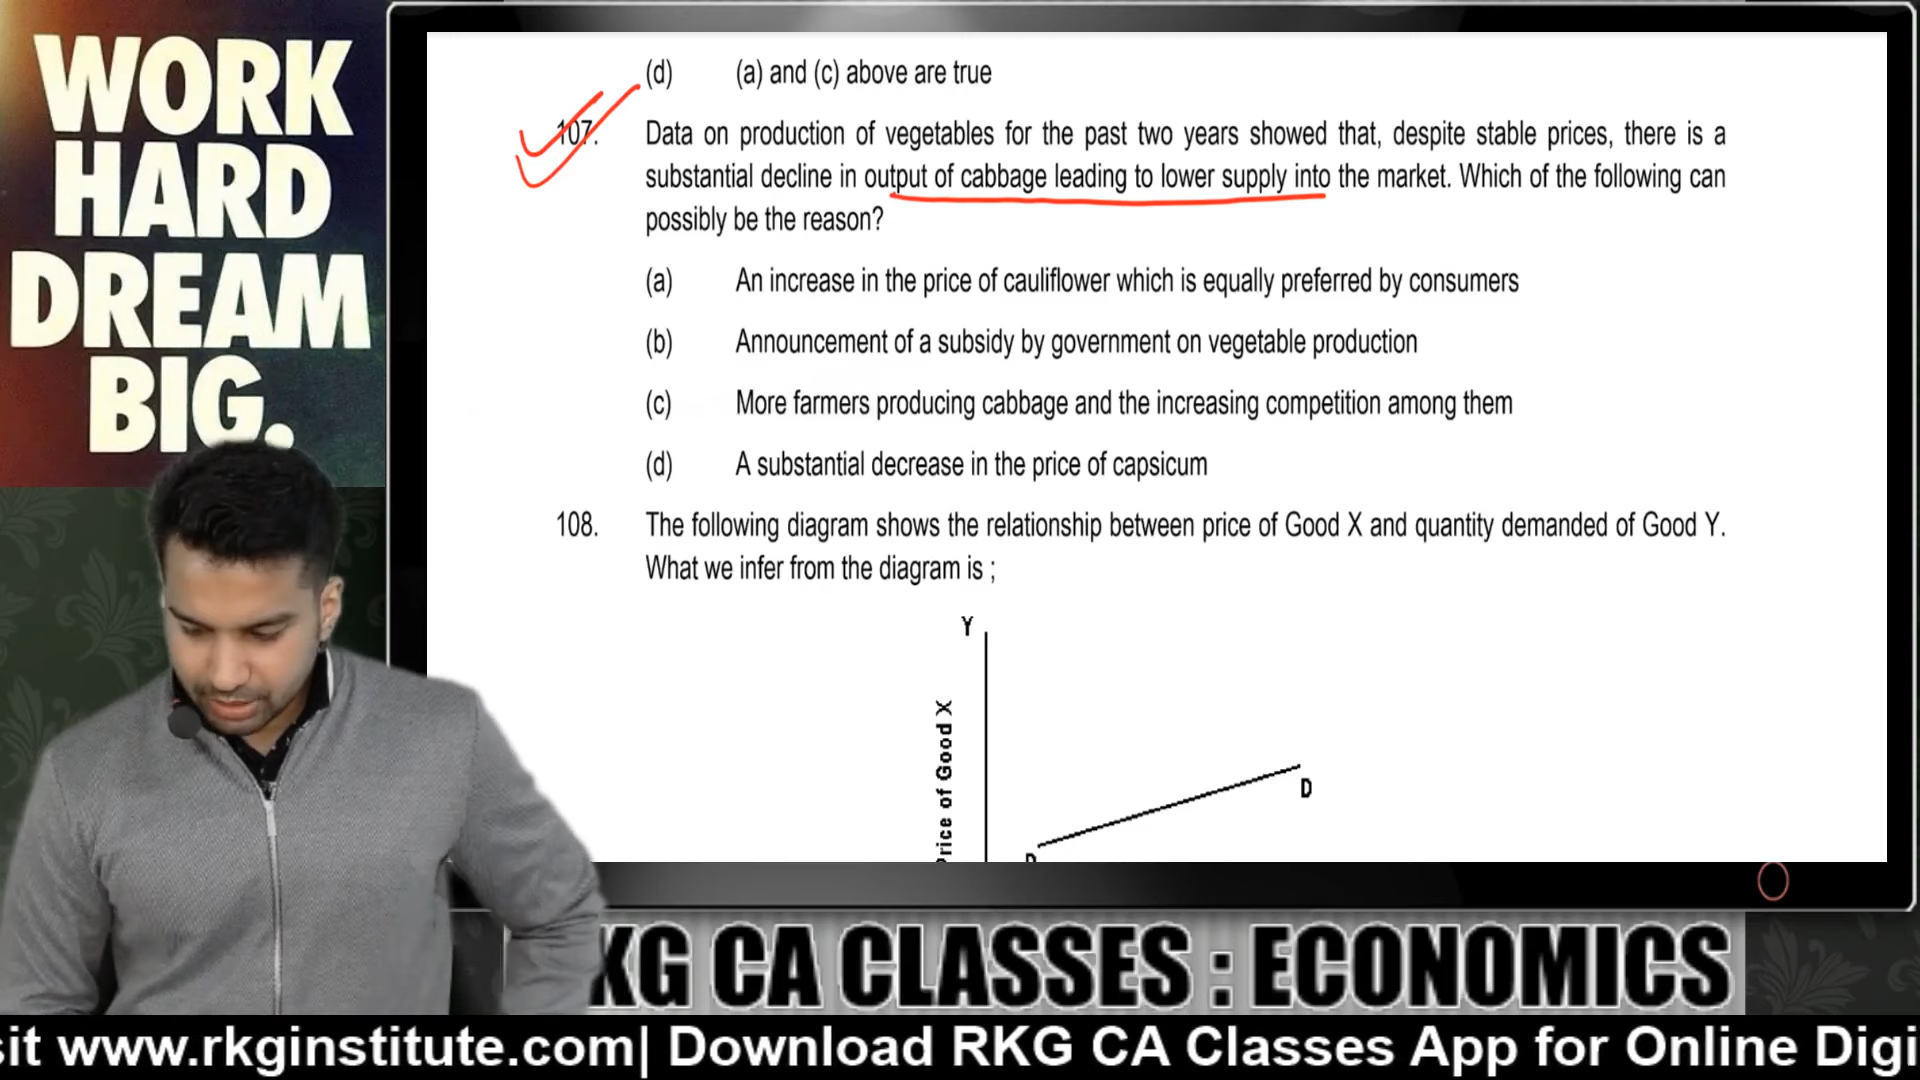 WORK
HARD
DREAM
BIG.
(d) (a) and (c) above are true
107. Data on production of vegetables for the past two years showed that, despite stable prices, there is a
substantial decline in output of cabbage leading to lower supply into the market. Which of the following can
possibly be the reason?
(a) An increase in the price of cauliflower which is equally preferred by consumers
(b) Announcement of a subsidy by government on vegetable production
(c) More farmers producing cabbage and the increasing competition among them
(d) A substantial decrease in the price of capsicum
108. The following diagram shows the relationship between price of Good X and quantity demanded of Good Y.
What we infer from the diagram is ;
Y
Price of Good X
D
KG CA CLASSES : ECONOMICS
sit www.rkginstitute.com| Download RKG CA Classes App for Online Digi